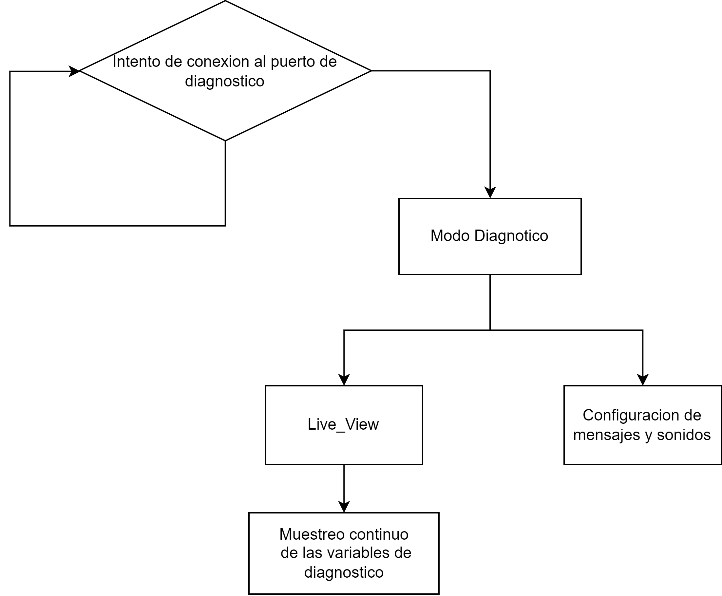 Intento de conexion al puerto de
diagnostico
Modo Diagnotico
Live_View
Configuracion de
mensajes y sonidos
Muestreo continuo
de las variables de
diagnostico